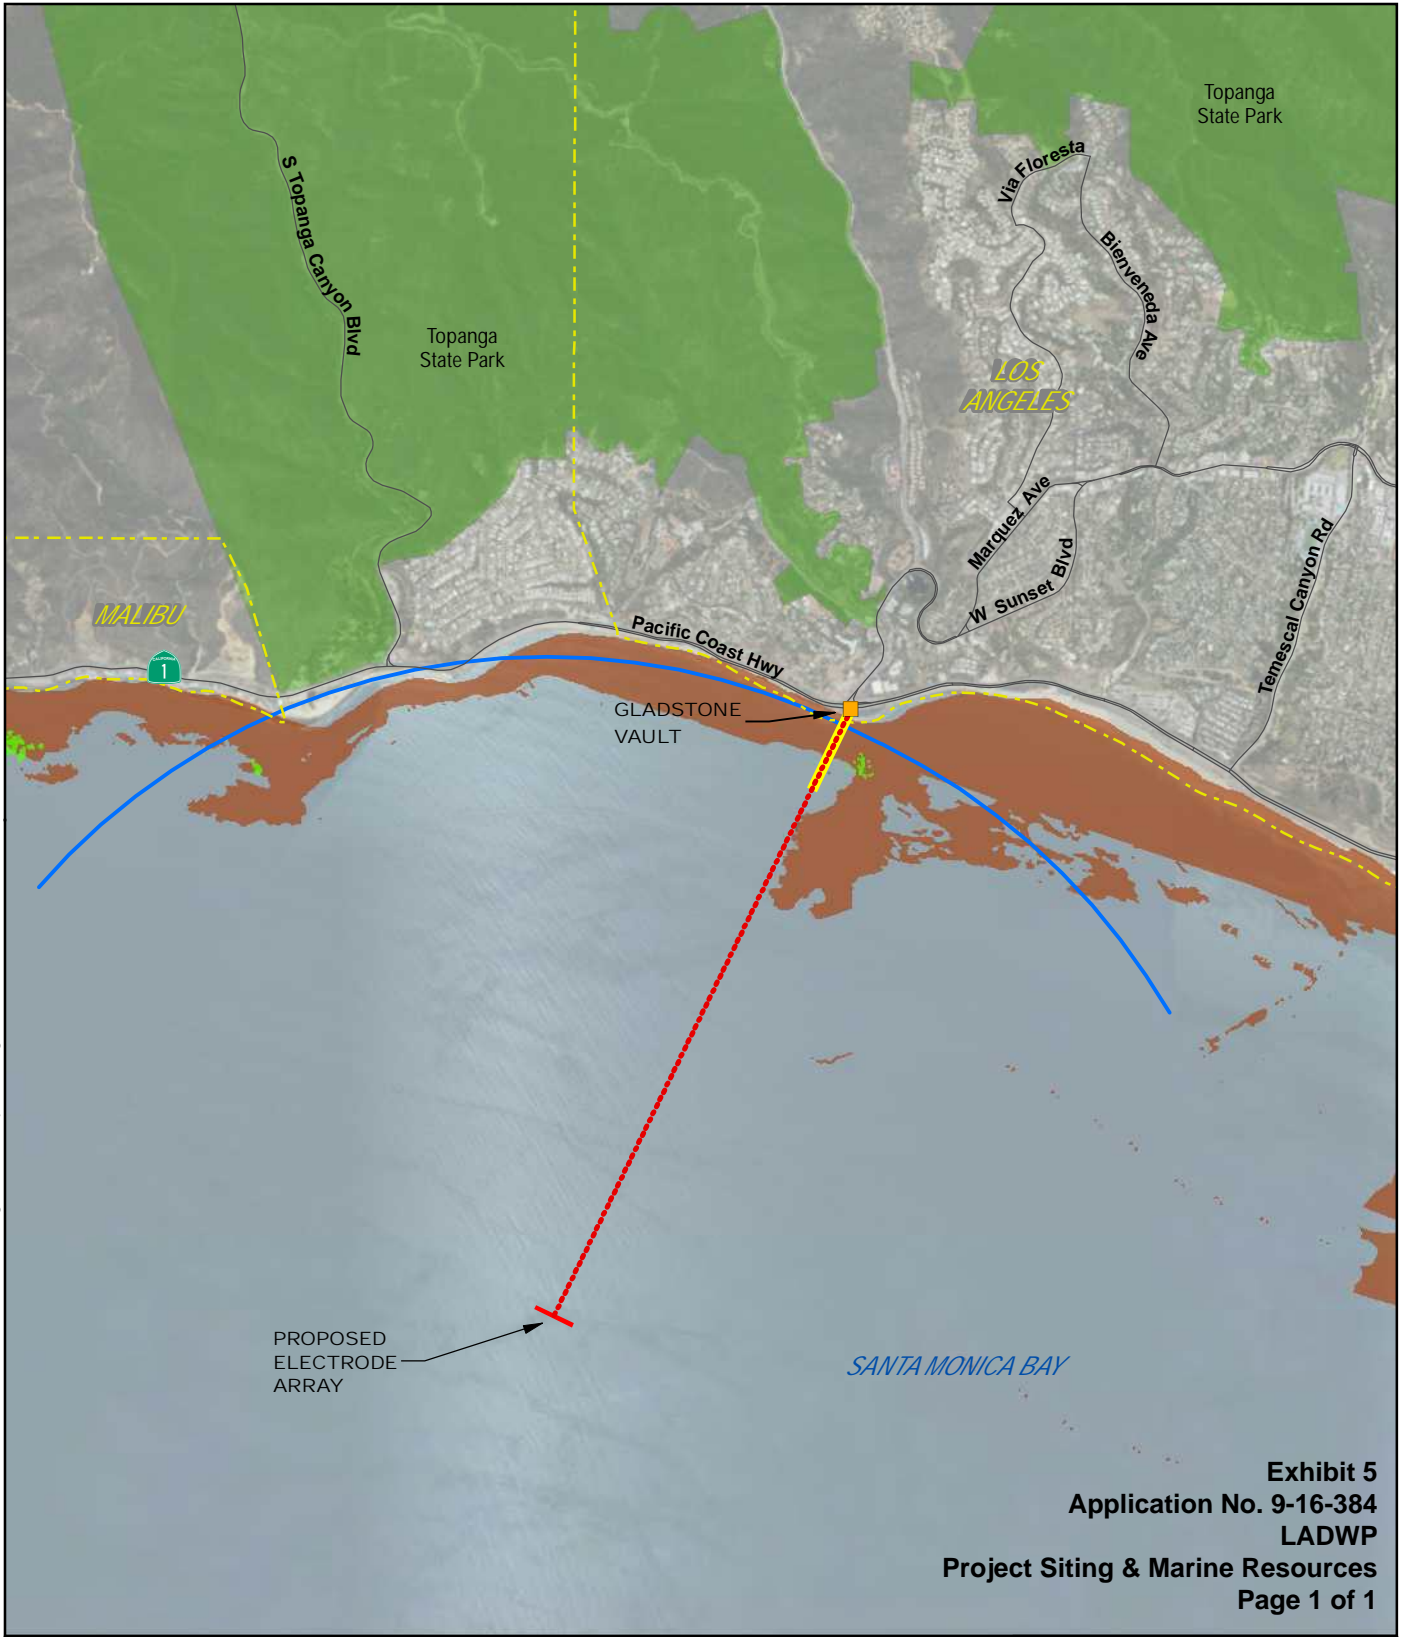 Topanga
State Park
Via Floresta
S Topanga Canyon Blvd
Bienveneda Ave
Topanga
State Park
LOS
ANGELES
Marquez Ave
W Sunset Blvd
Temescal Canyon Rd
MALIBU
CALIFORNIA
1
Pacific Coast Hwy
GLADSTONE
VAULT
PROPOSED
ELECTRODE
ARRAY
SANTA MONICA BAY
Exhibit 5
Application No. 9-16-384
LADWP
Project Siting & Marine Resources
Page 1 of 1